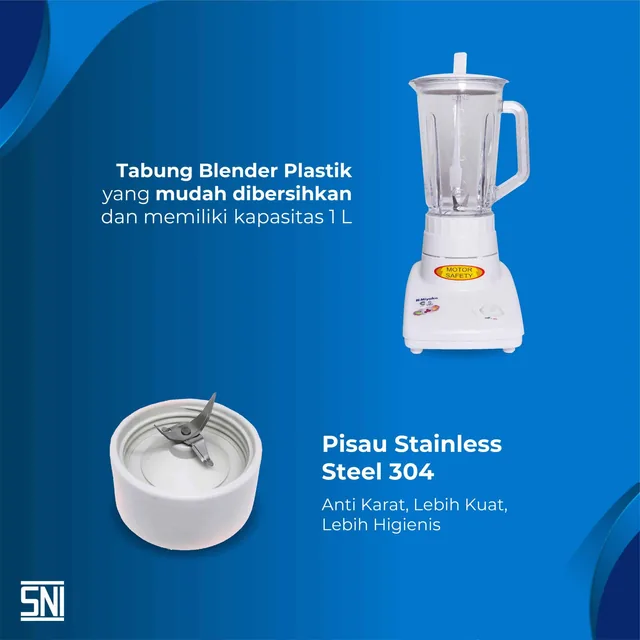 Tabung Blender Plastik
yang mudah dibersihkan
dan memiliki kapasitas 1 L
MOTOR
SAFETY
Miyako
Pisau Stainless
Steel 304
Anti Karat, Lebih Kuat,
Lebih Higienis
SNI